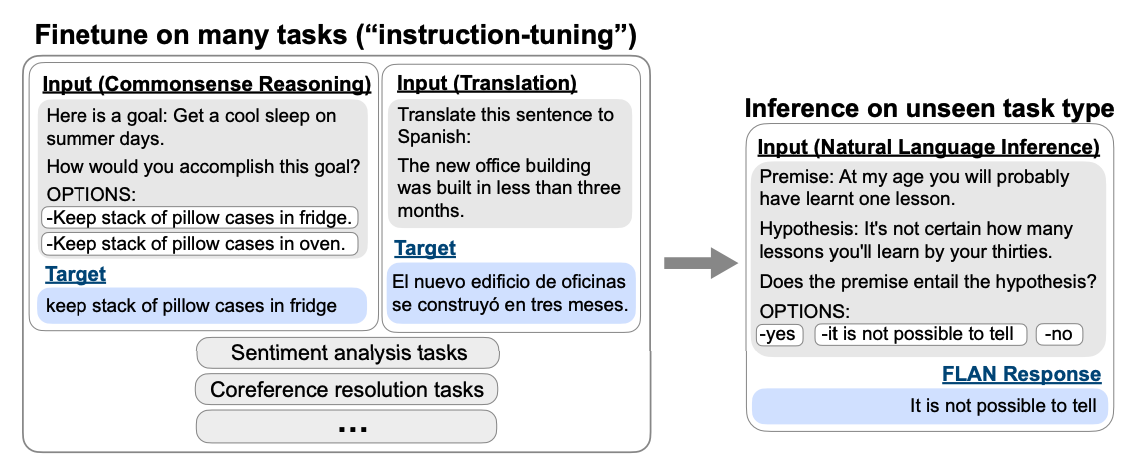 Finetune on many tasks (“instruction-tuning”)
Input (Commonsense Reasoning)
Here is a goal: Get a cool sleep on
summer days.
How would you accomplish this goal?
OPTIONS:
-Keep stack of pillow cases in fridge.
-Keep stack of pillow cases in oven.
Target
keep stack of pillow cases in fridge
Input (Translation)
Translate this sentence to
Spanish:
The new office building
was built in less than three
months.
Target
El nuevo edificio de oficinas
se construyó en tres meses.
Sentiment analysis tasks
Coreference resolution tasks
...
Inference on unseen task type
Input (Natural Language Inference)
Premise: At my age you will probably
have learnt one lesson.
Hypothesis: It's not certain how many
lessons you'll learn by your thirties.
Does the premise entail the hypothesis?
OPTIONS:
-yes -it is not possible to tell -no
FLAN Response
It is not possible to tell